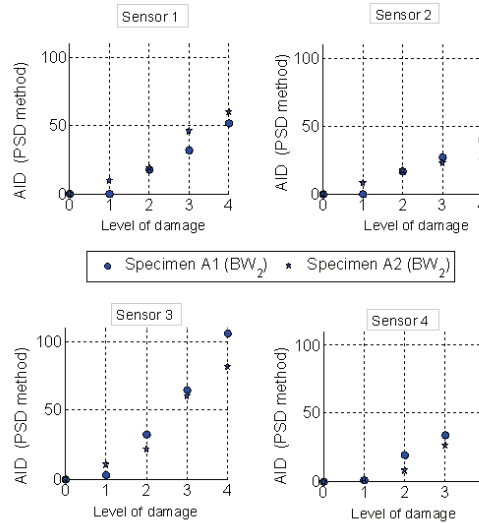 Sensor 1
Sensor 2
AID (PSD method)
100
50
0
0 1 2 3 4
Level of damage
AID (PSD method)
100
50
0
0 1 2 3
Level of damage
Specimen A1 (BW₂)
Specimen A2 (BW₂)
Sensor 3
Sensor 4
AID (PSD method)
100
50
0
0 1 2 3 4
Level of damage
AID (PSD method)
100
50
0
0 1 2 3
Level of damage